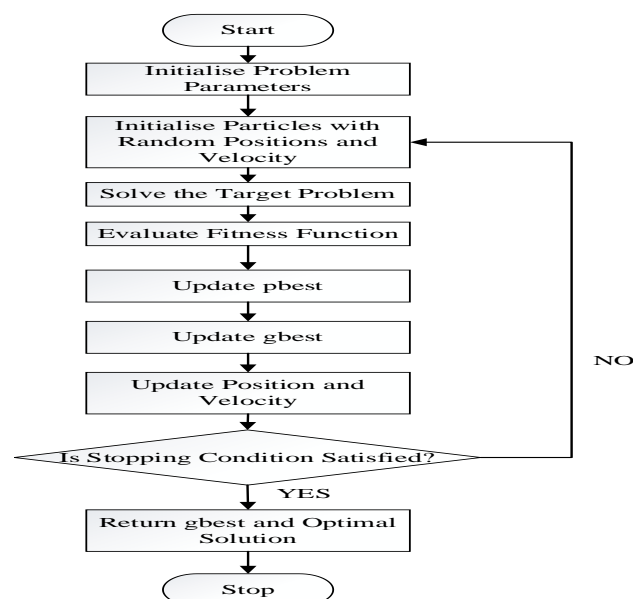 Start
Initialise Problem
Parameters
Initialise Particles with
Random Positions and
Velocity
Solve the Target Problem
Evaluate Fitness Function
Update pbest
Update gbest
NO
Update Position and
Velocity
Is Stopping Condition Satisfied?
YES
Return gbest and Optimal
Solution
Stop